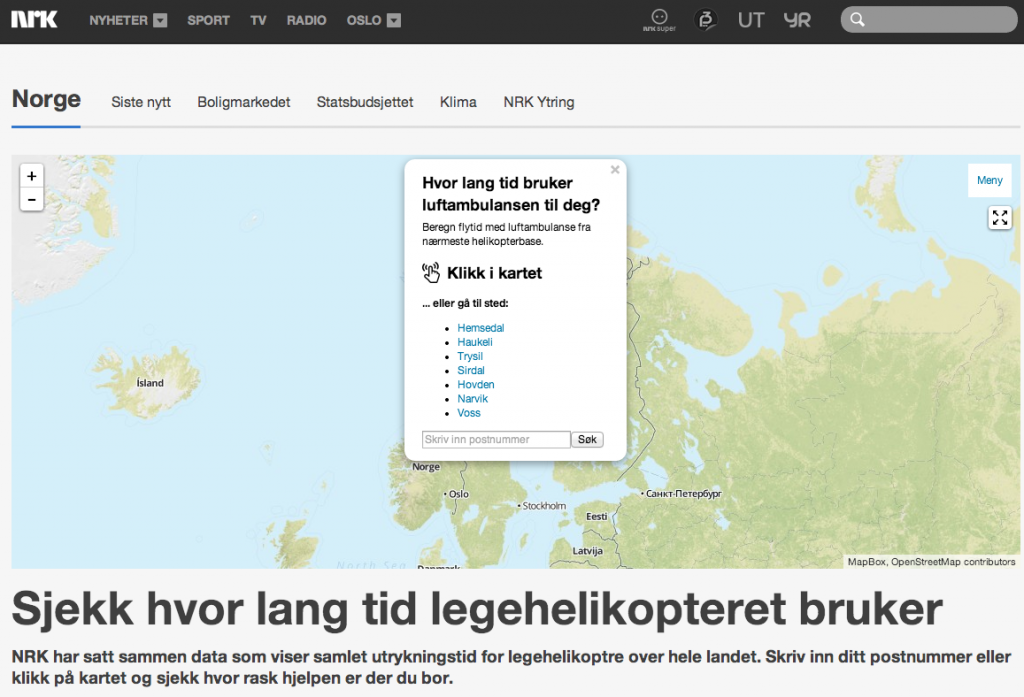 NRK
NYHETER SPORT TV RADIO OSLO
nrk super
UT YR
Norge Siste nytt Boligmarkedet Statsbudsjettet Klima NRK Ytring
+
-
×
Hvor lang tid bruker
luftambulansen til deg?
Beregn flytid med luftambulanse fra
nærmeste helikopterbase.
Klikk i kartet
... eller gå til sted:
Hemsedal
Haukeli
Trysil
Sirdal
Hovden
Narvik
Voss
Skriv inn postnummer Søk
Meny
Ísland
Norge
Oslo
Stockholm
Санкт-Петербург
Eesti
Latvija
North Sea
Danmark
MapBox, OpenStreetMap contributors
Sjekk hvor lang tid legehelikopteret bruker
NRK har satt sammen data som viser samlet utrykningstid for legehelikoptre over hele landet. Skriv inn ditt postnummer eller
klikk på kartet og sjekk hvor rask hjelpen er der du bor.